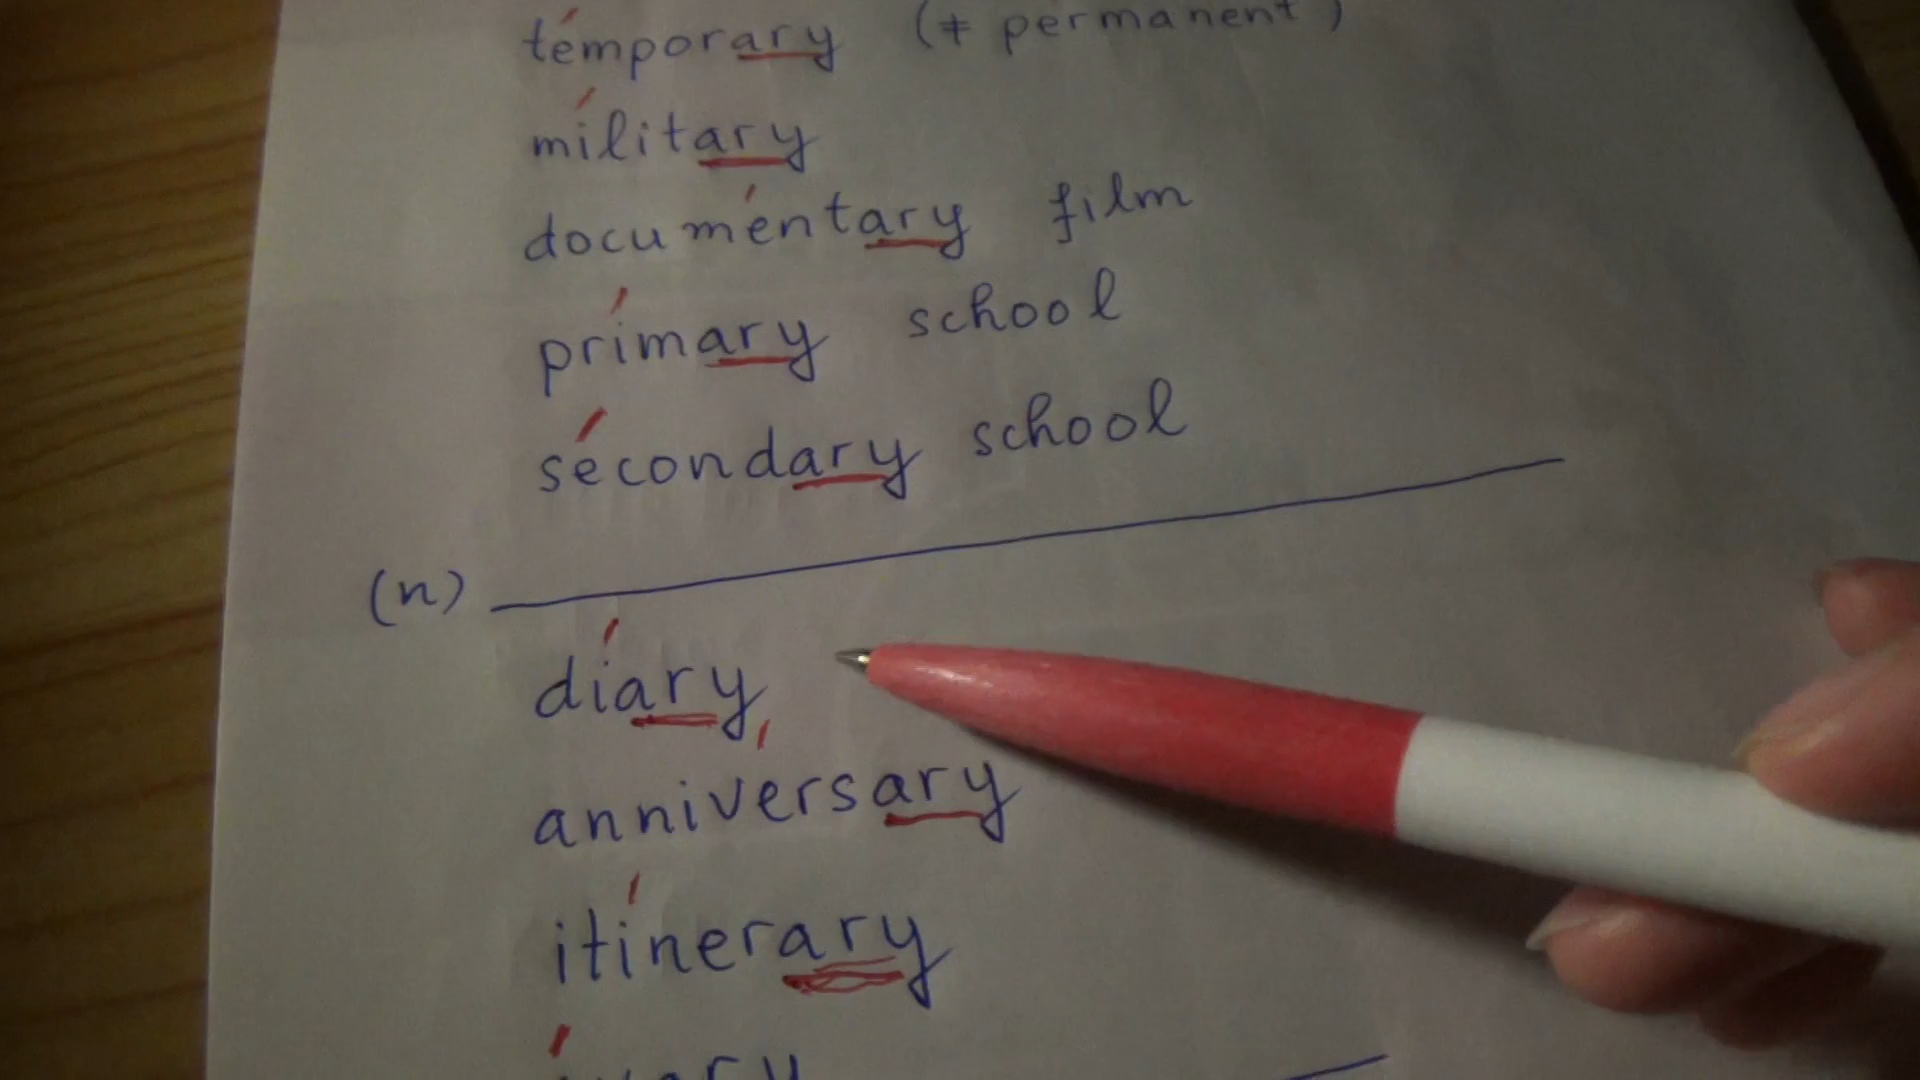 temporary (≠ permanent)
military
documentary film
primary school
secondary school
(n)
diary
anniversary
itinerary